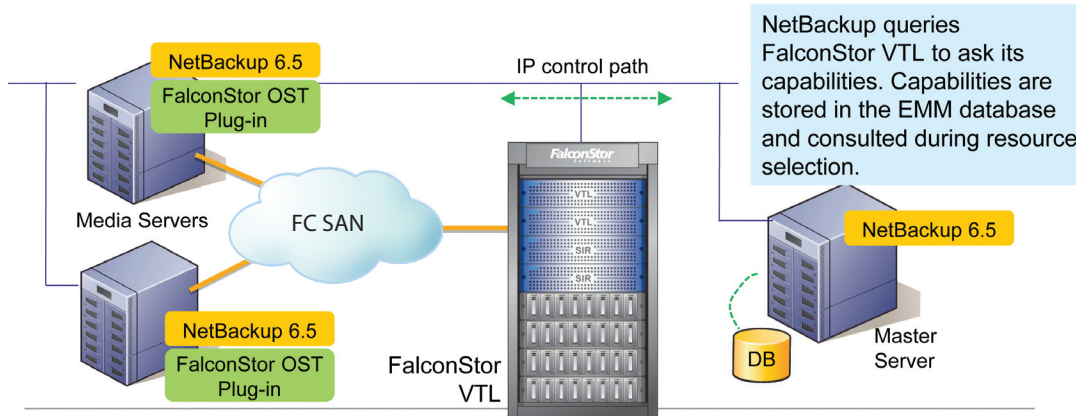 NetBackup 6.5
FalconStor OST
Plug-in
Media Servers
FC SAN
NetBackup 6.5
FalconStor OST
Plug-in
IP control path
FalconStor
Software
VTL
VTL
SIR
SIR
FalconStor
VTL
NetBackup queries
FalconStor VTL to ask its
capabilities. Capabilities are
stored in the EMM database
and consulted during resource
selection.
NetBackup 6.5
Master
Server
DB